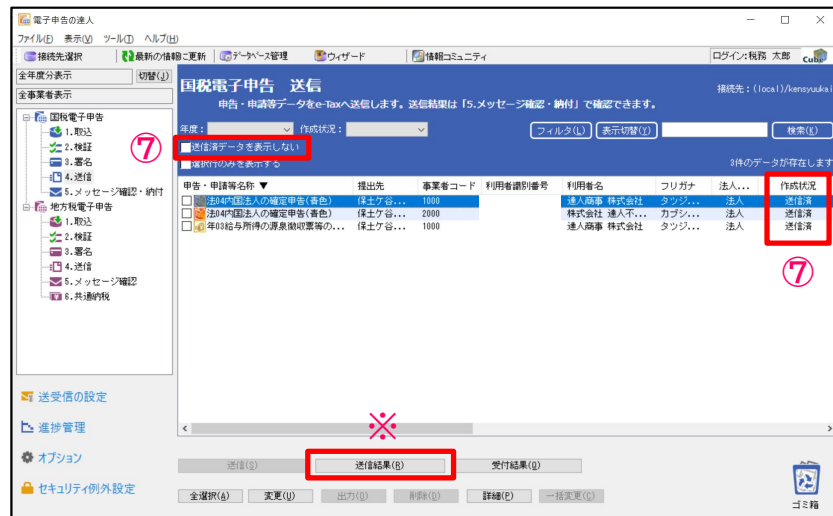 電子申告の達人
ファイル(F) 表示(V) ツール(T) ヘルプ(H)
接続先選択 最新の情報に更新 データベース管理 ウィザード 情報コミュニティ ログイン:税務 太郎 Cube
全年度分表示 切替(J)
全事業者表示
国税電子申告
1.取込
2.検証
3.署名
4.送信
5.メッセージ確認・納付
地方税電子申告
1.取込
2.検証
3.署名
4.送信
5.メッセージ確認
6.共通納税
送受信の設定
進捗管理
オプション
セキュリティ例外設定
国税電子申告 送信
接続先:(local)/kensyuukai
申告・申請等データをe-Taxへ送信します。送信結果は「5.メッセージ確認・納付」で確認できます。
年度: 作成状況: フィルタ(L) 表示切替(Y) 検索(K)
⑦ 送信済データを表示しない
選択行のみを表示する
3件のデータが存在します
申告・申請等名称 ▼ 提出先 事業者コード 利用者識別番号 利用者名 フリガナ 法人... 作成状況
法04内国法人の確定申告(青色) 保土ケ谷... 1000 達人商事 株式会社 タツジ... 法人 送信済
法04内国法人の確定申告(青色) 保土ケ谷... 2000 株式会社 達人不... カブシ... 法人 送信済
年03給与所得の源泉徴収票等の... 保土ケ谷... 1000 達人商事 株式会社 タツジ... 法人 送信済
⑦
※
送信(S) 送信結果(R) 受付結果(Q)
全選択(A) 変更(U) 出力(O) 削除(D) 詳細(P) 一括変更(C)
ゴミ箱